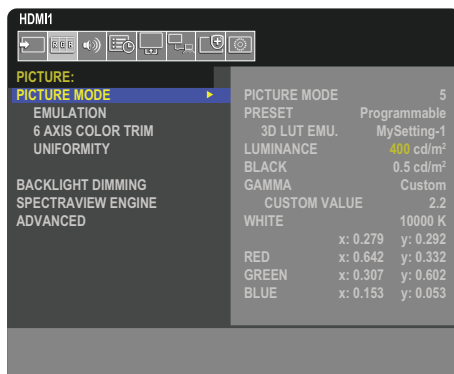 HDMI1
RGB
PICTURE:
PICTURE MODE
EMULATION
6 AXIS COLOR TRIM
UNIFORMITY
BACKLIGHT DIMMING
SPECTRAVIEW ENGINE
ADVANCED
PICTURE MODE 5
PRESET Programmable
3D LUT EMU. MySetting-1
LUMINANCE 400 cd/m²
BLACK 0.5 cd/m²
GAMMA Custom
CUSTOM VALUE 2.2
WHITE 10000 K
x: 0.279 y: 0.292
RED x: 0.642 y: 0.332
GREEN x: 0.307 y: 0.602
BLUE x: 0.153 y: 0.053